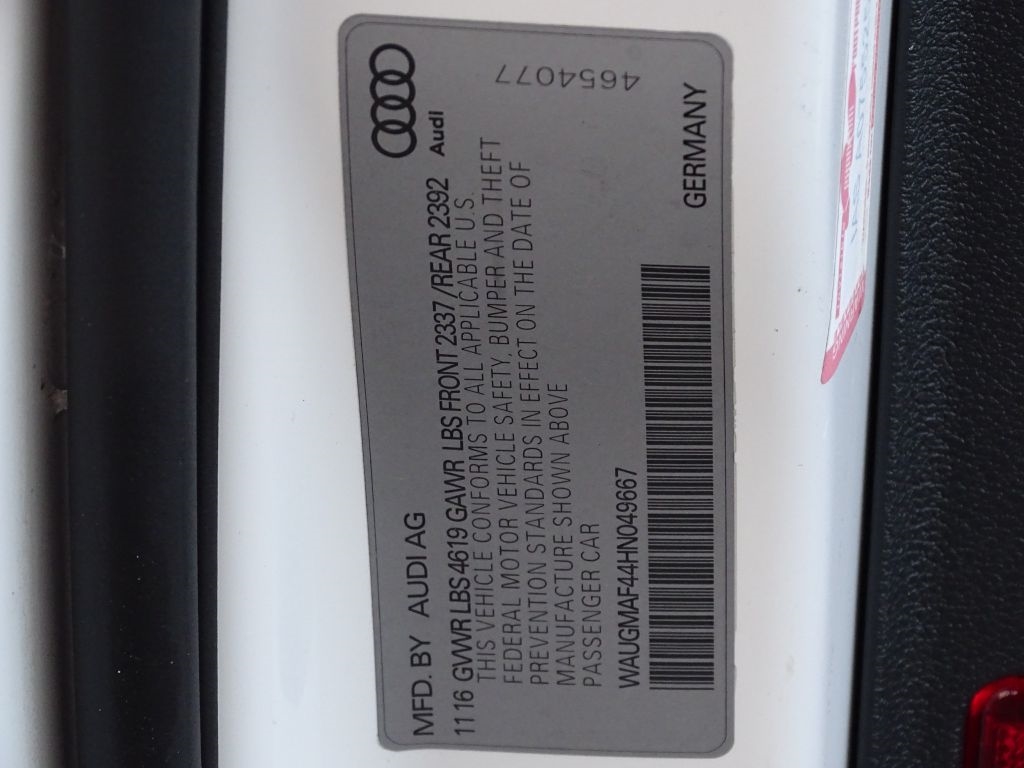 MFD. BY AUDI AG
Audi
11 16 GVWR LBS 4619 GAWR LBS FRONT 2337/REAR 2392
THIS VEHICLE CONFORMS TO ALL APPLICABLE U.S.
FEDERAL MOTOR VEHICLE SAFETY, BUMPER AND THEFT
PREVENTION STANDARDS IN EFFECT ON THE DATE OF
MANUFACTURE SHOWN ABOVE
PASSENGER CAR
4654077
WAUGMAF44HN049667
GERMANY